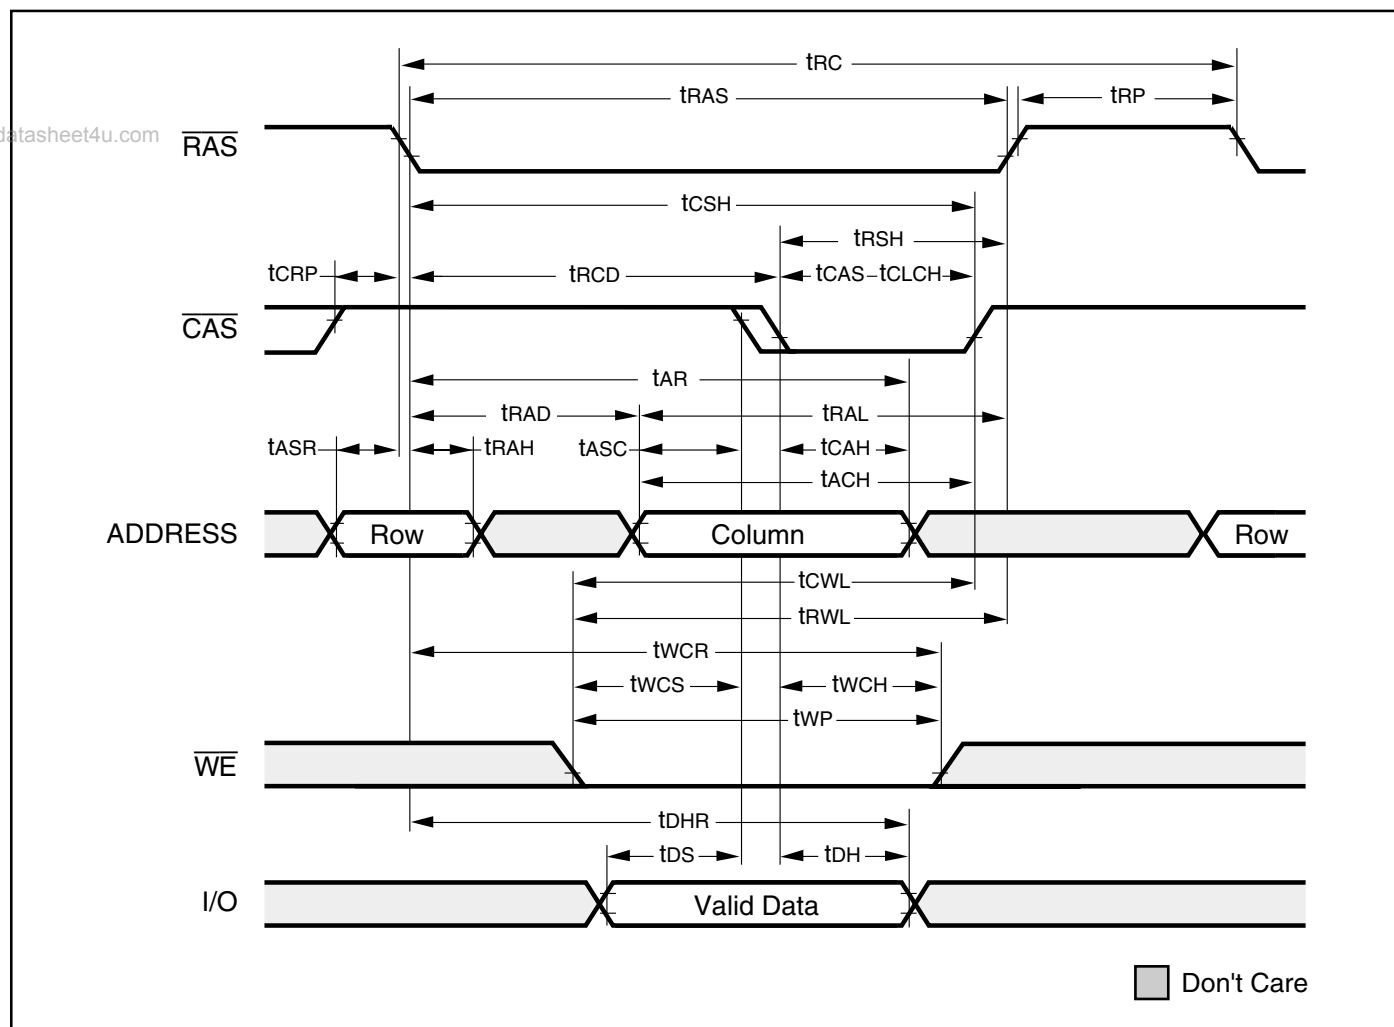 tRC
tRAS tRP
datasheet4u.com
RAS
tCSH
tRSH
tCRP tRCD tCAS tCLCH
CAS
tAR
tRAD tRAL
tASR tRAH tASC tCAH
tACH
ADDRESS Row Column Row
tCWL
tRWL
tWCR
tWCS tWCH
tWP
WE
tDHR
tDS tDH
I/O Valid Data
Don't Care